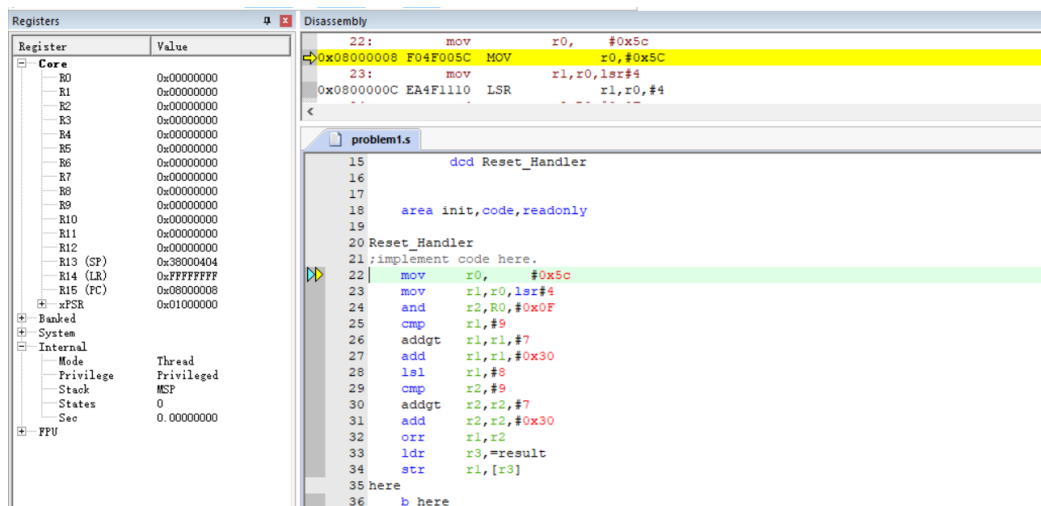 Registers
Register Value
Core
R0 0x00000000
R1 0x00000000
R2 0x00000000
R3 0x00000000
R4 0x00000000
R5 0x00000000
R6 0x00000000
R7 0x00000000
R8 0x00000000
R9 0x00000000
R10 0x00000000
R11 0x00000000
R12 0x00000000
R13 (SP) 0x38000404
R14 (LR) 0xFFFFFFFF
R15 (PC) 0x08000008
xPSR 0x01000000
Banked
System
Internal
Mode Thread
Privilege Privileged
Stack MSP
States 0
Sec 0.00000000
FPU
Disassembly
22: mov r0, #0x5c
0x08000008 F04F005C MOV r0,#0x5C
23: mov r1,r0,lsr#4
0x0800000C EA4F1110 LSR r1,r0,#4
problem1.s
15 dcd Reset_Handler
16
17
18 area init,code,readonly
19
20 Reset_Handler
21 ;implement code here.
22 mov r0, #0x5c
23 mov r1,r0,lsr#4
24 and r2,R0,#0x0F
25 cmp r1,#9
26 addgt r1,r1,#7
27 add r1,r1,#0x30
28 lsl r1,#8
29 cmp r2,#9
30 addgt r2,r2,#7
31 add r2,r2,#0x30
32 orr r1,r2
33 ldr r3,=result
34 str r1,[r3]
35 here
36 b here